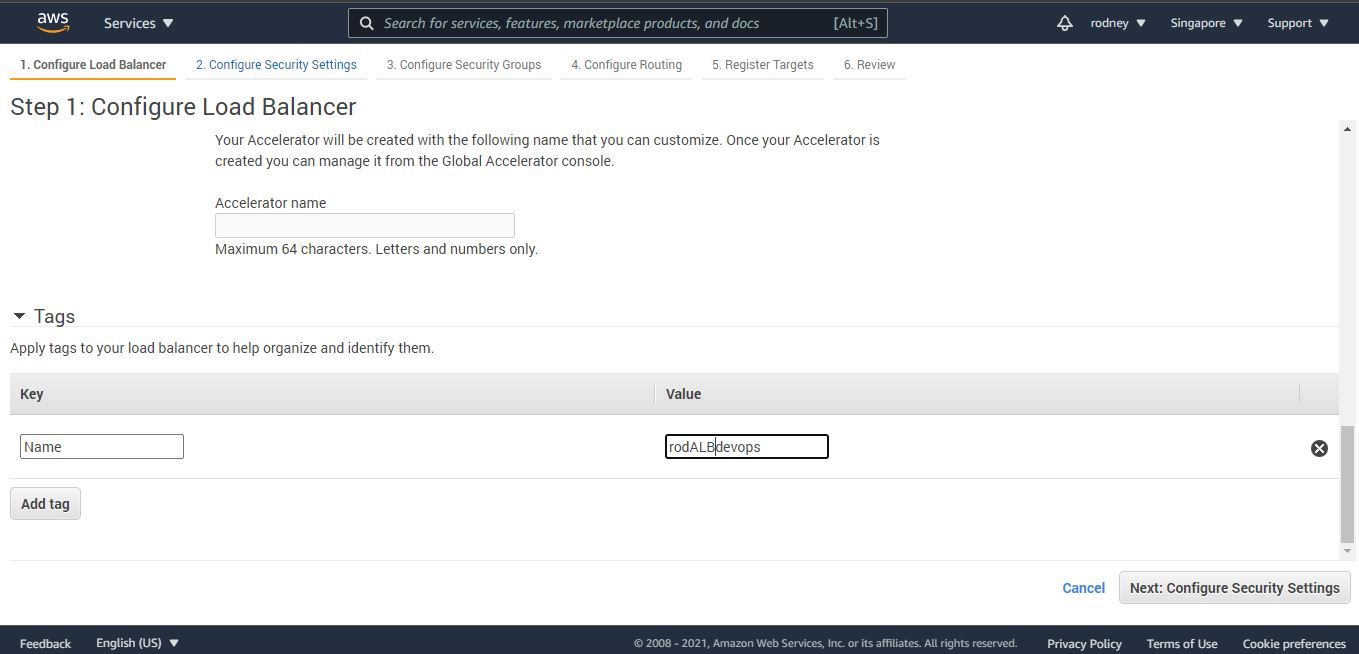 aws Services Search for services, features, marketplace products, and docs [Alt+S] rodney Singapore Support
1. Configure Load Balancer 2. Configure Security Settings 3. Configure Security Groups 4. Configure Routing 5. Register Targets 6. Review
Step 1: Configure Load Balancer
Your Accelerator will be created with the following name that you can customize. Once your Accelerator is
created you can manage it from the Global Accelerator console.
Accelerator name
Maximum 64 characters. Letters and numbers only.
Tags
Apply tags to your load balancer to help organize and identify them.
Key Value
Name rodALBdevops
Add tag
Cancel Next: Configure Security Settings
Feedback English (US) © 2008 - 2021, Amazon Web Services, Inc. or its affiliates. All rights reserved. Privacy Policy Terms of Use Cookie preferences